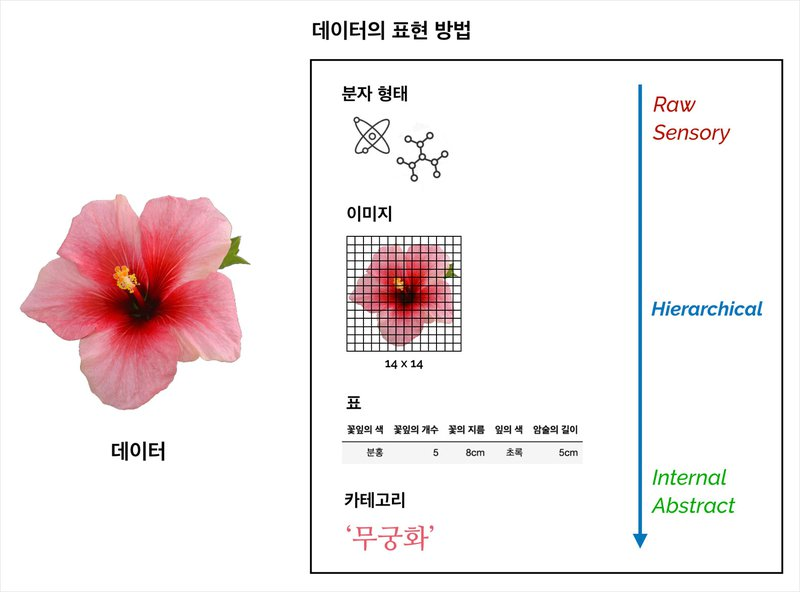 데이터의 표현 방법
분자 형태
이미지
14 x 14
표
꽃잎의 색 꽃잎의 개수 꽃의 지름 잎의 색 암술의 길이
분홍 5 8cm 초록 5cm
카테고리
‘무궁화’
Raw
Sensory
Hierarchical
Internal
Abstract
데이터